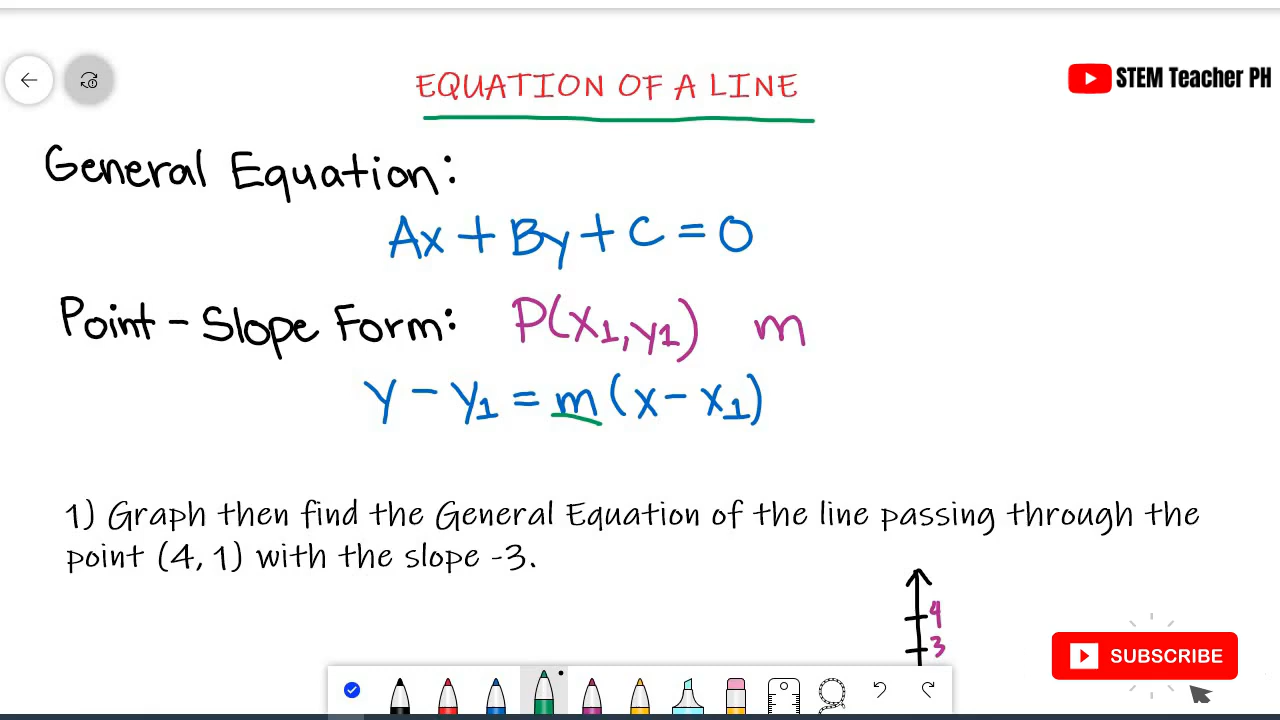 EQUATION OF A LINE
STEM Teacher PH
General Equation:
Ax + By + C = 0
Point - Slope Form: P(x1, y1) m
y - y1 = m(x - x1)
1) Graph then find the General Equation of the line passing through the
point (4, 1) with the slope -3.
4
3
SUBSCRIBE